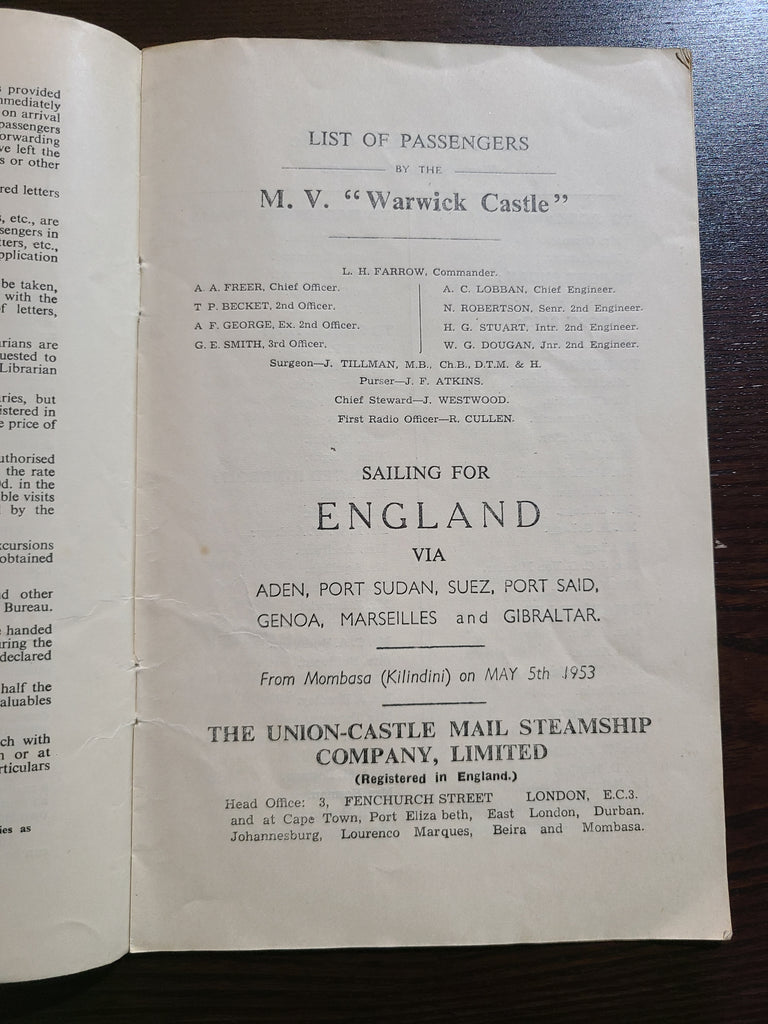 s provided
mmediately
on arrival
passengers
orwarding
ve left the
s or other
red letters
s, etc., are
sengers in
ters, etc.,
pplication
be taken,
with the
f letters,
rians are
uested to
Librarian
ries, but
istered in
e price of
uthorised
the rate
d. in the
ble visits
by the
xcursions
obtained
d other
Bureau.
e handed
uring the
declared
half the
aluables
ch with
n or at
rticulars
ies as
LIST OF PASSENGERS
BY THE
M. V. “Warwick Castle”
L. H. FARROW, Commander.
A. A. FREER, Chief Officer.
T P. BECKET, 2nd Officer.
A F. GEORGE, Ex. 2nd Officer.
G. E. SMITH, 3rd Officer.
A. C. LOBBAN, Chief Engineer.
N. ROBERTSON, Senr. 2nd Engineer.
H. G. STUART, Intr. 2nd Engineer.
W. G. DOUGAN, Jnr. 2nd Engineer.
Surgeon—J. TILLMAN, M.B., Ch.B., D.T.M. & H.
Purser—J. F. ATKINS.
Chief Steward—J. WESTWOOD.
First Radio Officer—R. CULLEN.
SAILING FOR
ENGLAND
VIA
ADEN, PORT SUDAN, SUEZ, PORT SAID,
GENOA, MARSEILLES and GIBRALTAR.
From Mombasa (Kilindini) on MAY 5th 1953
THE UNION-CASTLE MAIL STEAMSHIP
COMPANY, LIMITED
(Registered in England.)
Head Office: 3, FENCHURCH STREET LONDON, E.C.3.
and at Cape Town, Port Eliza beth, East London, Durban.
Johannesburg, Lourenco Marques, Beira and Mombasa.